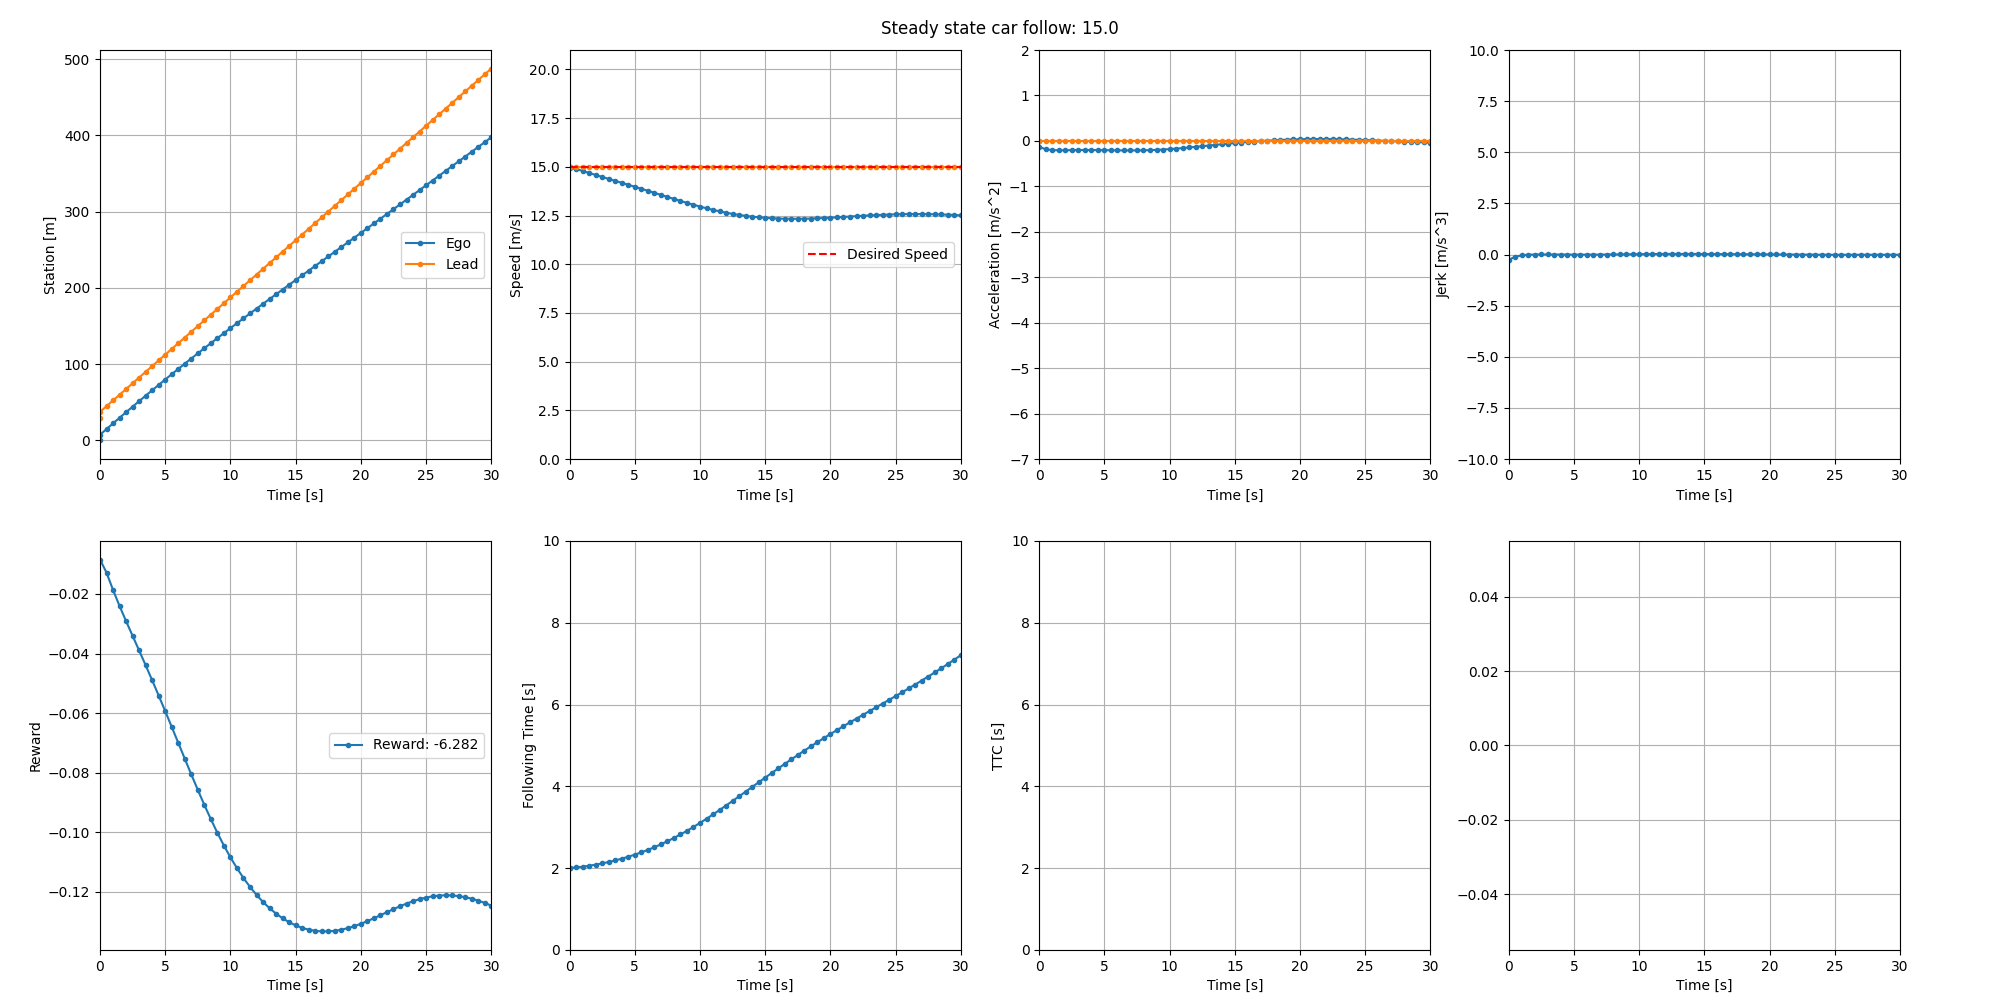 Steady state car follow: 15.0
Station [m]
500
400
300
200
100
0
Ego
Lead
0 5 10 15 20 25 30
Time [s]
Speed [m/s]
20.0
17.5
15.0
12.5
10.0
7.5
5.0
2.5
0.0
Desired Speed
0 5 10 15 20 25 30
Time [s]
Acceleration [m/s^2]
2
1
0
−1
−2
−3
−4
−5
−6
−7
0 5 10 15 20 25 30
Time [s]
Jerk [m/s^3]
10.0
7.5
5.0
2.5
0.0
−2.5
−5.0
−7.5
−10.0
0 5 10 15 20 25 30
Time [s]
Reward
−0.02
−0.04
−0.06
−0.08
−0.10
−0.12
Reward: -6.282
0 5 10 15 20 25 30
Time [s]
Following Time [s]
10
8
6
4
2
0
0 5 10 15 20 25 30
Time [s]
TTC [s]
10
8
6
4
2
0
0 5 10 15 20 25 30
Time [s]
0.04
0.02
0.00
−0.02
−0.04
0 5 10 15 20 25 30
Time [s]